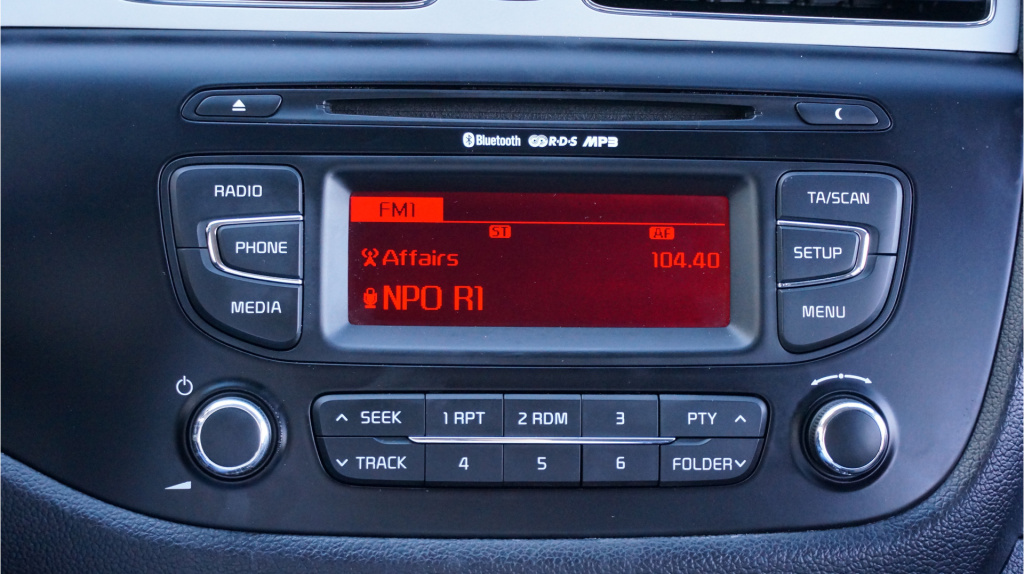 Bluetooth R·D·S MP3
RADIO
PHONE
MEDIA
FM1
ST AF
Affairs 104.40
NPO R1
TA/SCAN
SETUP
MENU
SEEK 1 RPT 2 RDM 3 PTY
TRACK 4 5 6 FOLDER